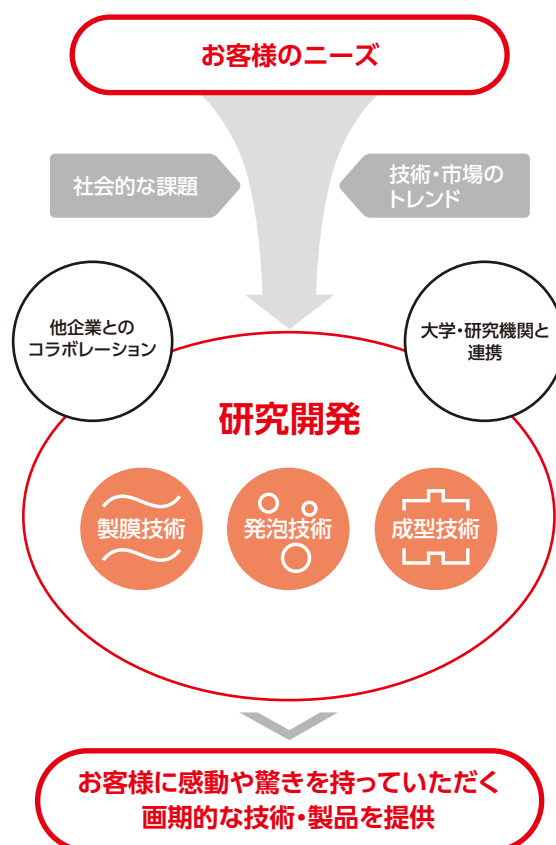 お客様のニーズ
社会的な課題
技術・市場の
トレンド
他企業との
コラボレーション
大学・研究機関と
連携
研究開発
製膜技術
発泡技術
成型技術
お客様に感動や驚きを持っていただく
画期的な技術・製品を提供